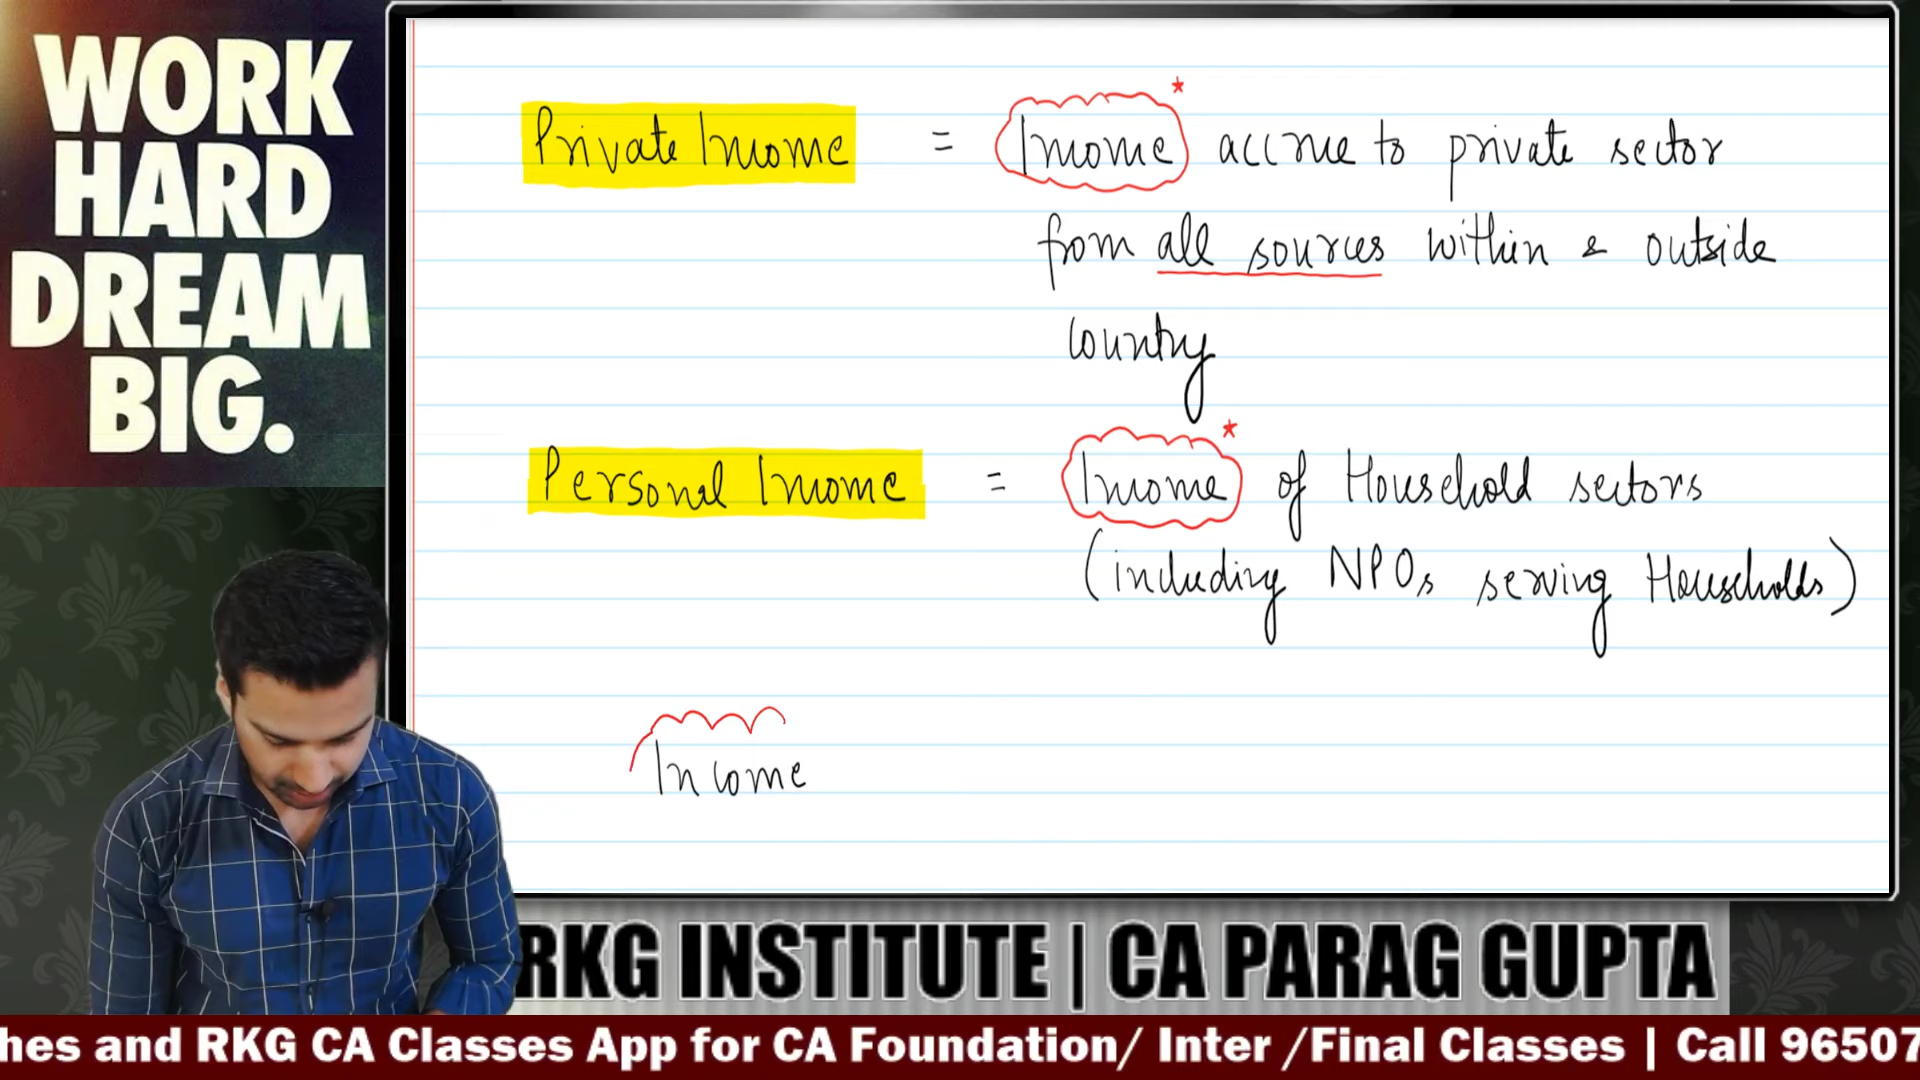 WORK
HARD
DREAM
BIG.
Private Income = Income * accrue to private sector
from all sources within & outside
country
Personal Income = Income * of Household sectors
(including NPOs serving Households)
Income
RKG INSTITUTE | CA PARAG GUPTA
hes and RKG CA Classes App for CA Foundation/ Inter /Final Classes | Call 96507